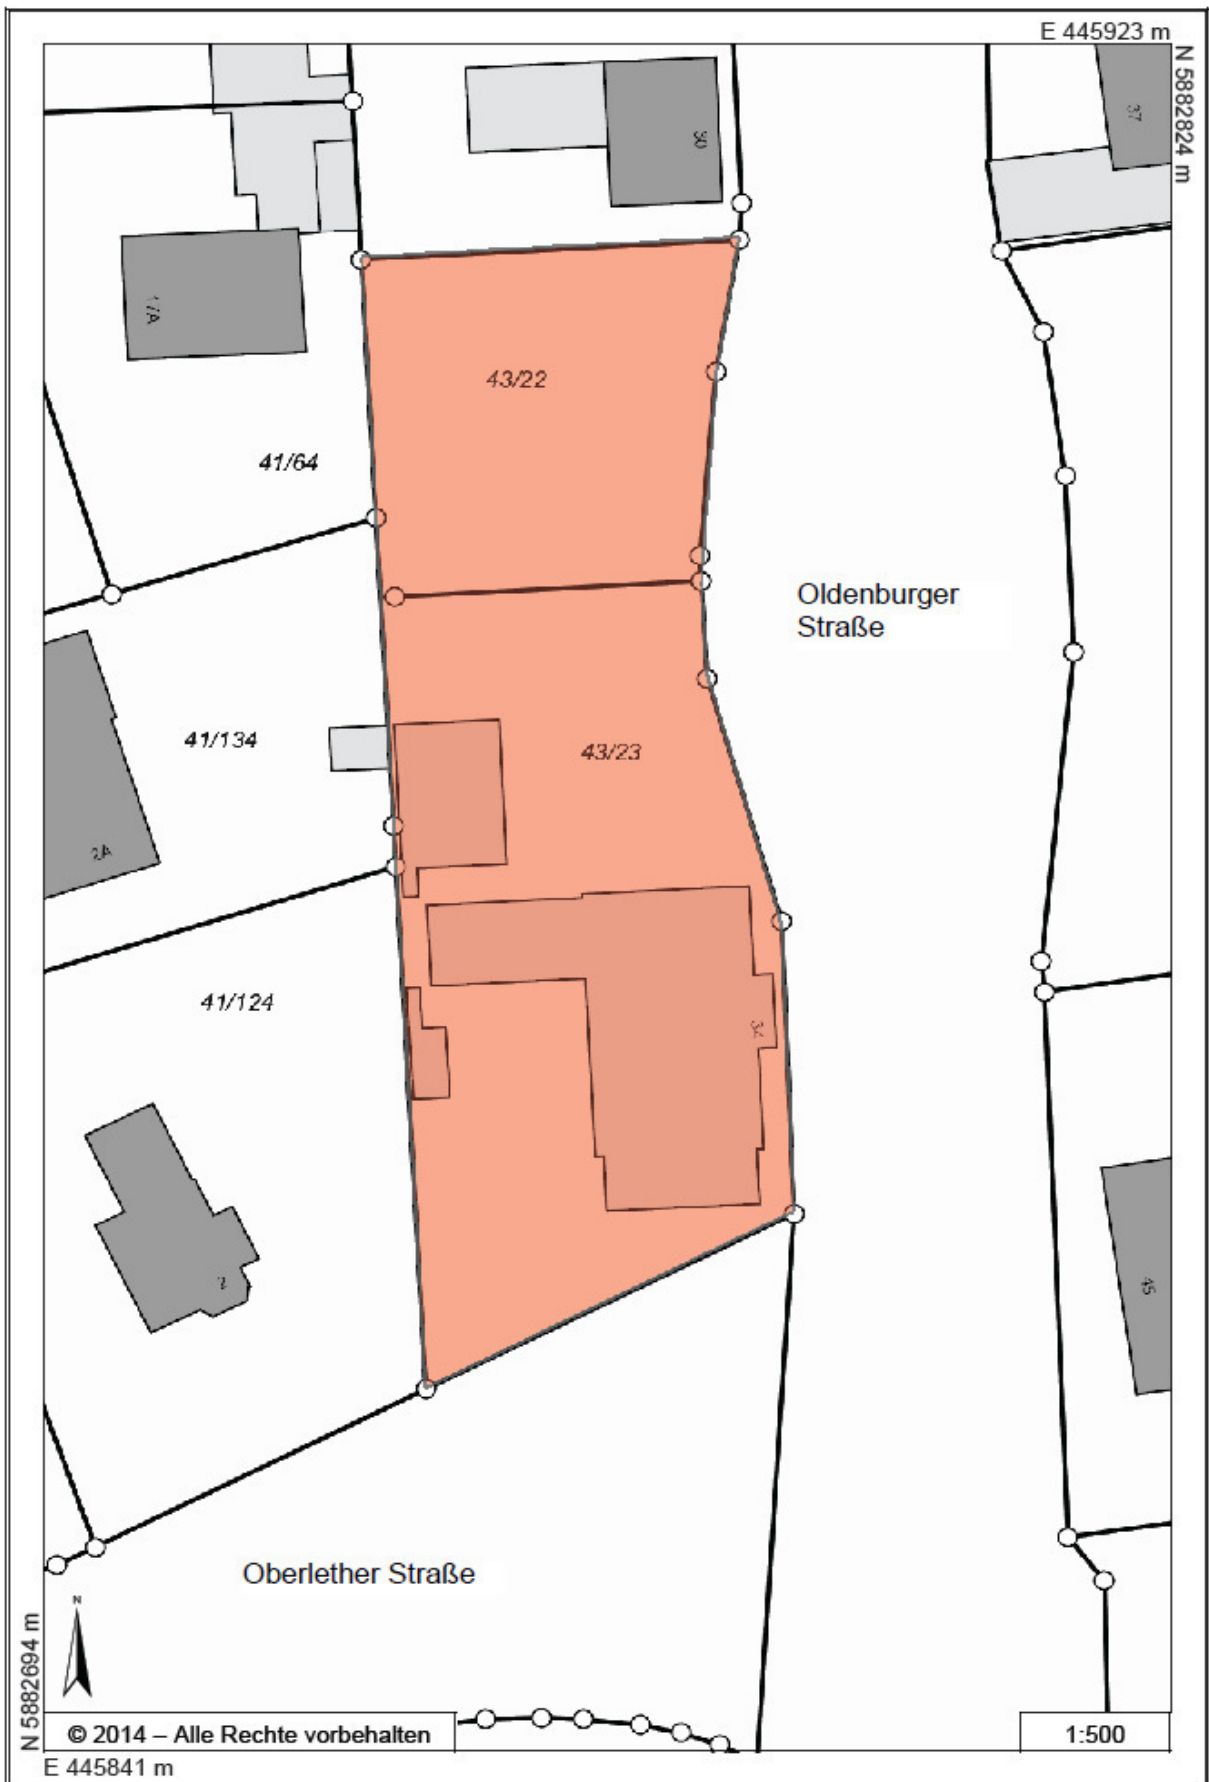 E 445923 m
N 5882824 m
37
30
17A
43/22
41/64
Oldenburger
Straße
41/134
43/23
2A
41/124
34
2
45
Oberlether Straße
N
N 5882694 m
© 2014 – Alle Rechte vorbehalten
1:500
E 445841 m